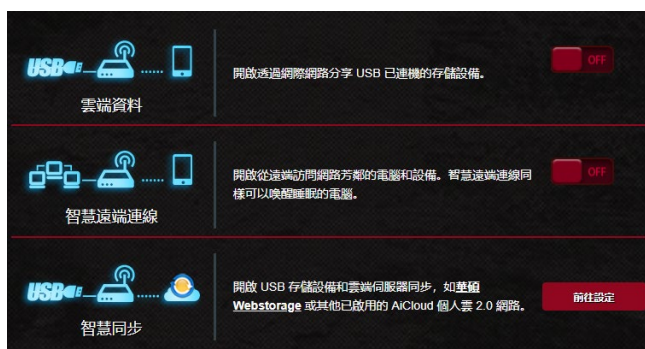 USB
開啟透過網際網路分享 USB 已連機的存儲設備。
OFF
雲端資料
開啟從遠端訪問網路芳鄰的電腦和設備。智慧遠端連線同
樣可以喚醒睡眠的電腦。
OFF
智慧遠端連線
USB
開啟 USB 存儲設備和雲端伺服器同步，如華碩
Webstorage 或其他已啟用的 AiCloud 個人雲 2.0 網路。
前往設定
智慧同步